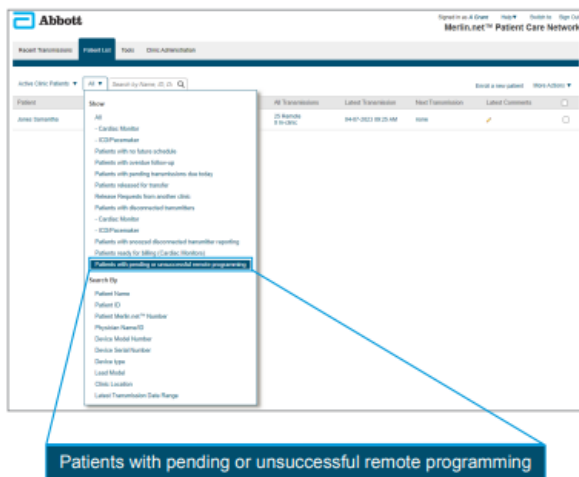 Abbott
Signed in as A Grant Help▼ Switch to Sign Out
Merlin.net™ Patient Care Network
Recent Transmissions Patient List Tools Clinic Administration
Active Clinic Patients ▼ All ▼ Search by Name, ID, D.
Enroll a new patient More Actions ▼
Patient All Transmissions Latest Transmission Next Transmission Latest Comments
Jones Samantha 25 Remote 04-07-2023 08:25 AM none
In-clinic
Show
All
- Cardiac Monitor
- ICD/Pacemaker
Patients with no future schedule
Patients with overdue follow-up
Patients with pending transmissions due today
Patients released for transfer
Release Requests from another clinic
Patients with disconnected transmitters
- Cardiac Monitor
- ICD/Pacemaker
Patients with snoozed disconnected transmitter reporting
Patients ready for billing (Cardiac Monitors)
Patients with pending or unsuccessful remote programming
Search By
Patient Name
Patient ID
Patient Merlin.net™ Number
Physician Name/ID
Device Model Number
Device Serial Number
Device type
Lead Model
Clinic Location
Latest Transmission Date Range
Patients with pending or unsuccessful remote programming